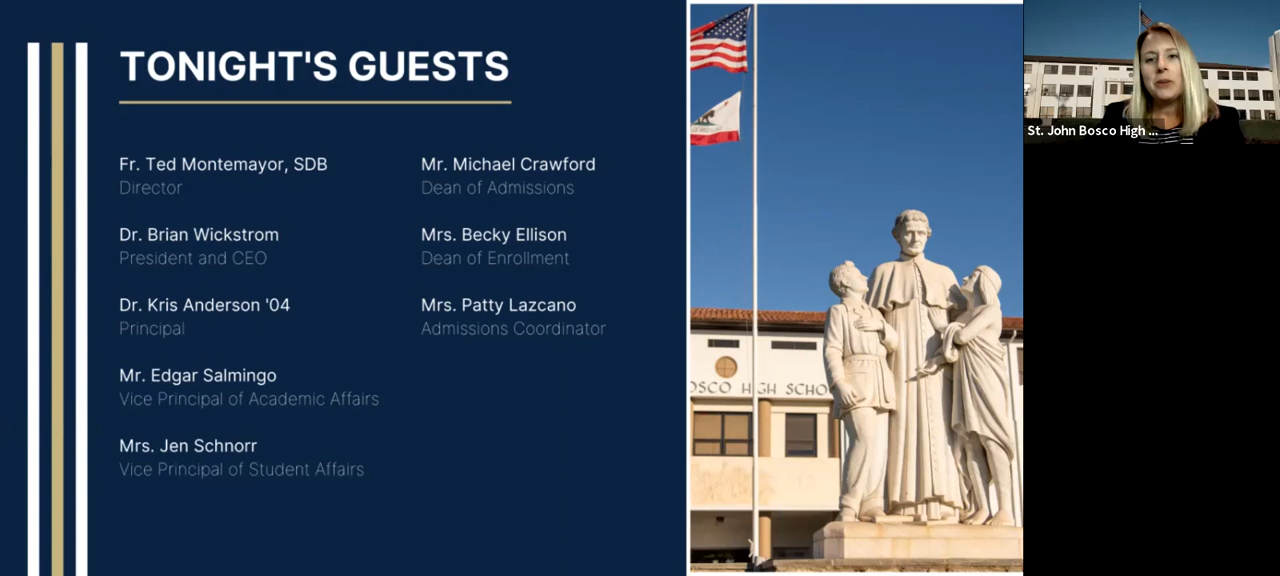 TONIGHT'S GUESTS
Fr. Ted Montemayor, SDB
Director
Dr. Brian Wickstrom
President and CEO
Dr. Kris Anderson '04
Principal
Mr. Edgar Salmingo
Vice Principal of Academic Affairs
Mrs. Jen Schnorr
Vice Principal of Student Affairs
Mr. Michael Crawford
Dean of Admissions
Mrs. Becky Ellison
Dean of Enrollment
Mrs. Patty Lazcano
Admissions Coordinator
OSCO HIGH SCHO
St. John Bosco High ...